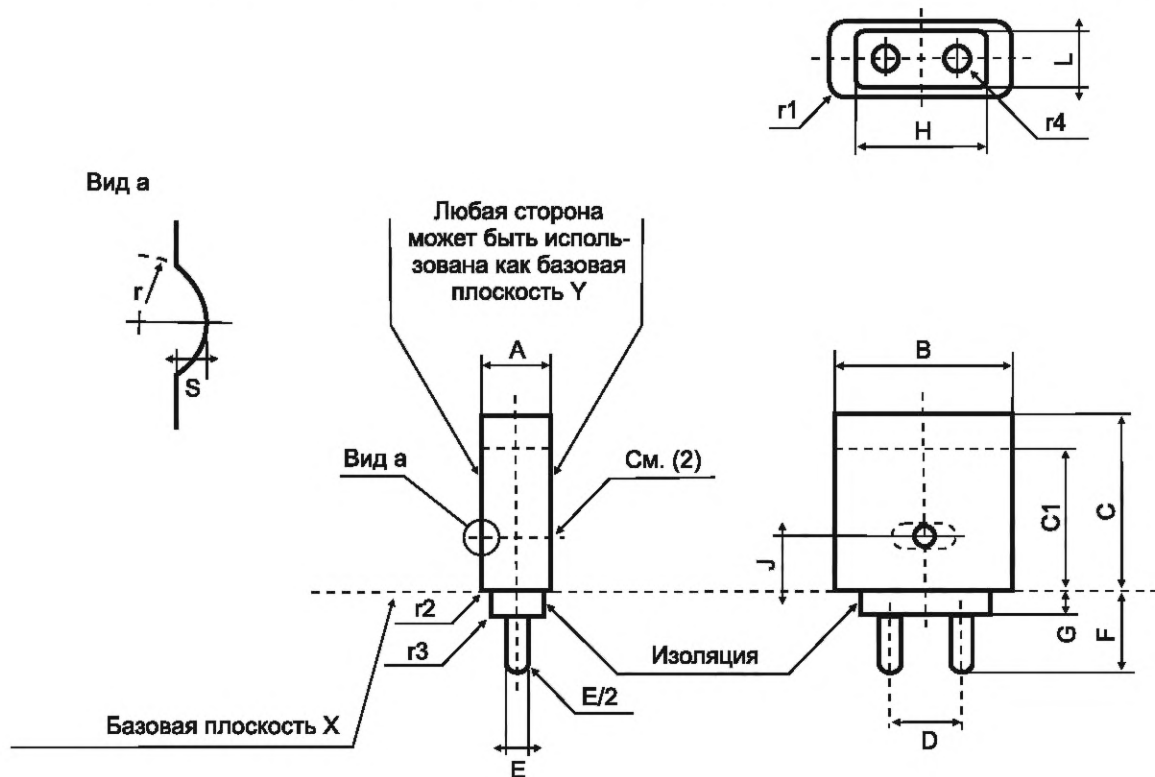 L
r1
H
r4
Вид а
Любая сторона
может быть исполь-
зована как базовая
плоскость Y
r
S
A
B
Вид а
См. (2)
C1
C
J
r2
r3
Изоляция
G
F
E/2
Базовая плоскость X
D
E